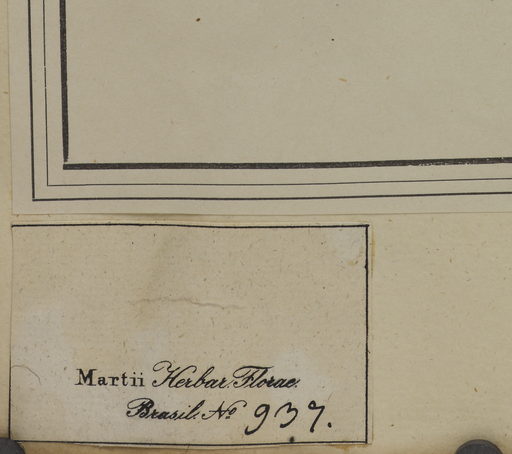 Martii Herbar. Florae
Brasil. No 937.